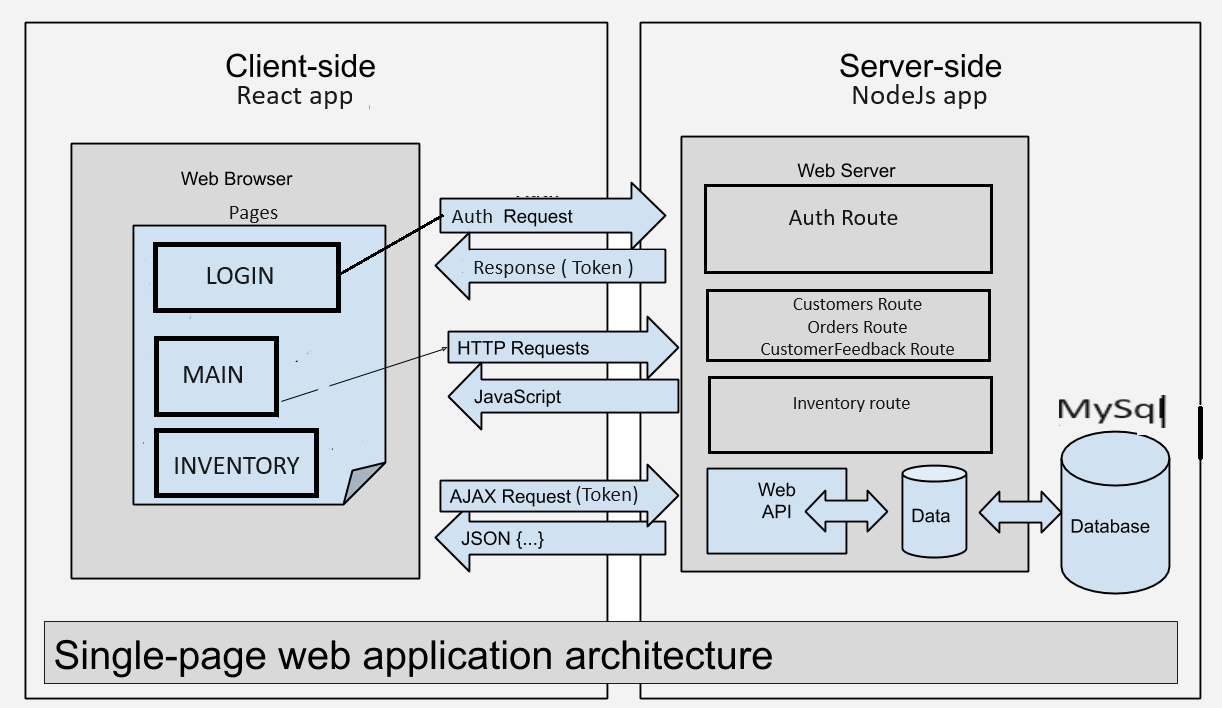 Client-side
React app
Web Browser
Pages
LOGIN
MAIN
INVENTORY
Auth Request
Response ( Token )
HTTP Requests
JavaScript
AJAX Request (Token)
JSON {...}
Server-side
NodeJs app
Web Server
Auth Route
Customers Route
Orders Route
CustomerFeedback Route
Inventory route
Web
API
Data
MySql
Database
Single-page web application architecture